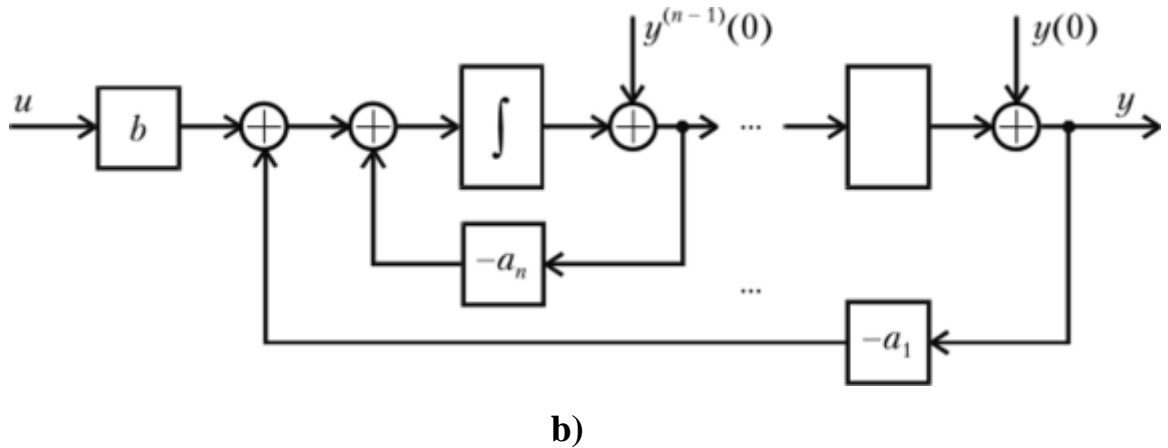 y^{(n-1)}(0)
y(0)
u
b
+
+
∫
+
...
+
y
-a_n
...
-a_1
b)